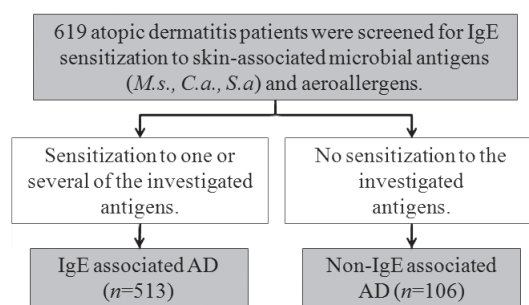 619 atopic dermatitis patients were screened for IgE
sensitization to skin-associated microbial antigens
(M.s., C.a., S.a) and aeroallergens.
Sensitization to one or
several of the investigated
antigens.
No sensitization to the
investigated
antigens.
IgE associated AD
(n=513)
Non-IgE associated
AD (n=106)